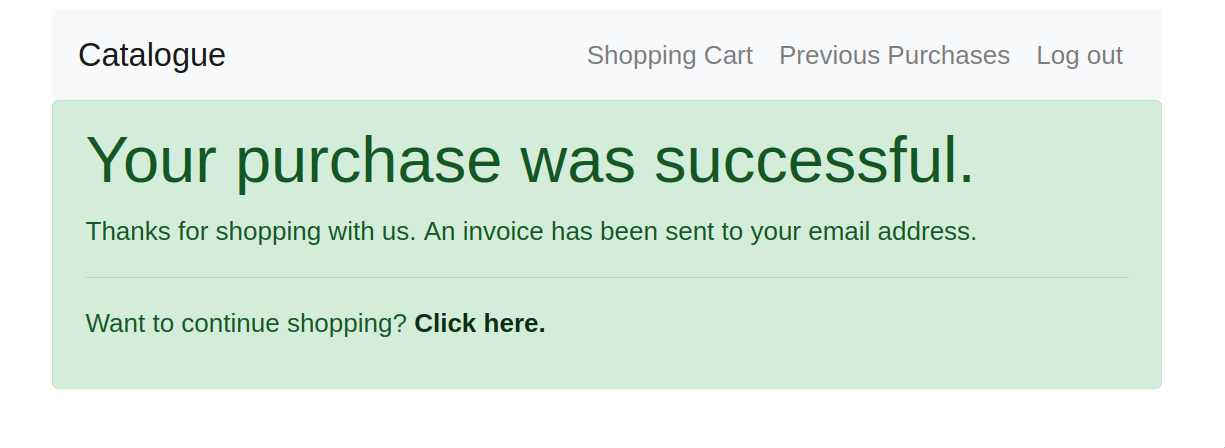 Catalogue Shopping Cart Previous Purchases Log out
Your purchase was successful.
Thanks for shopping with us. An invoice has been sent to your email address.
Want to continue shopping? Click here.